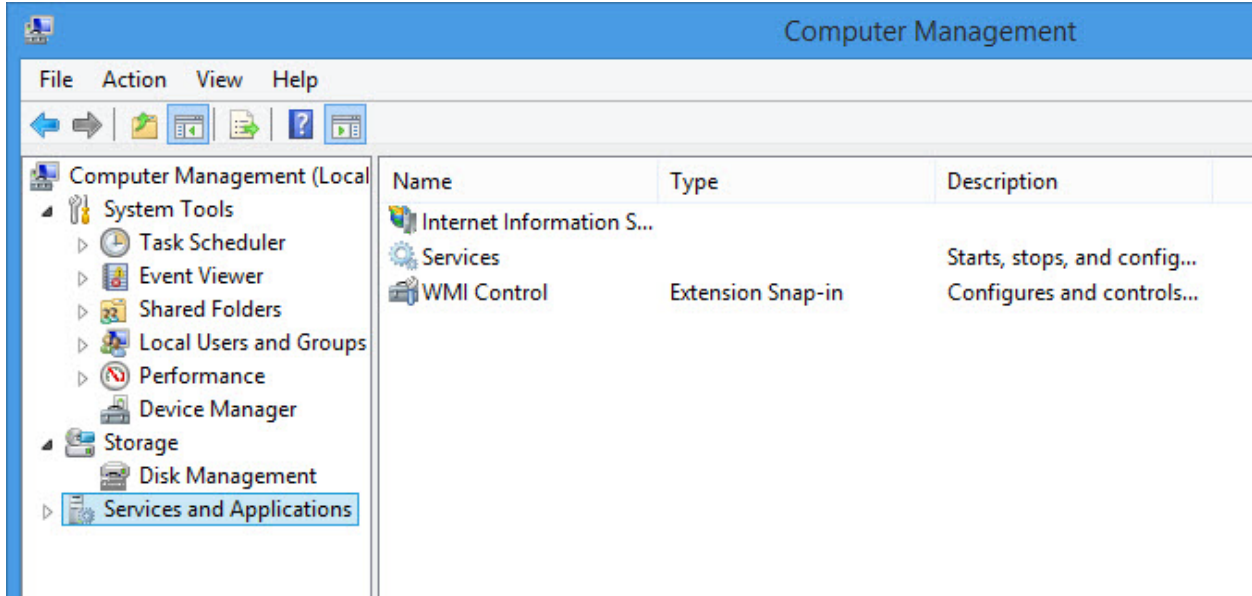 Computer Management
File Action View Help
Computer Management (Local
System Tools
Task Scheduler
Event Viewer
Shared Folders
Local Users and Groups
Performance
Device Manager
Storage
Disk Management
Services and Applications
Name Type Description
Internet Information S...
Services Starts, stops, and config...
WMI Control Extension Snap-in Configures and controls...